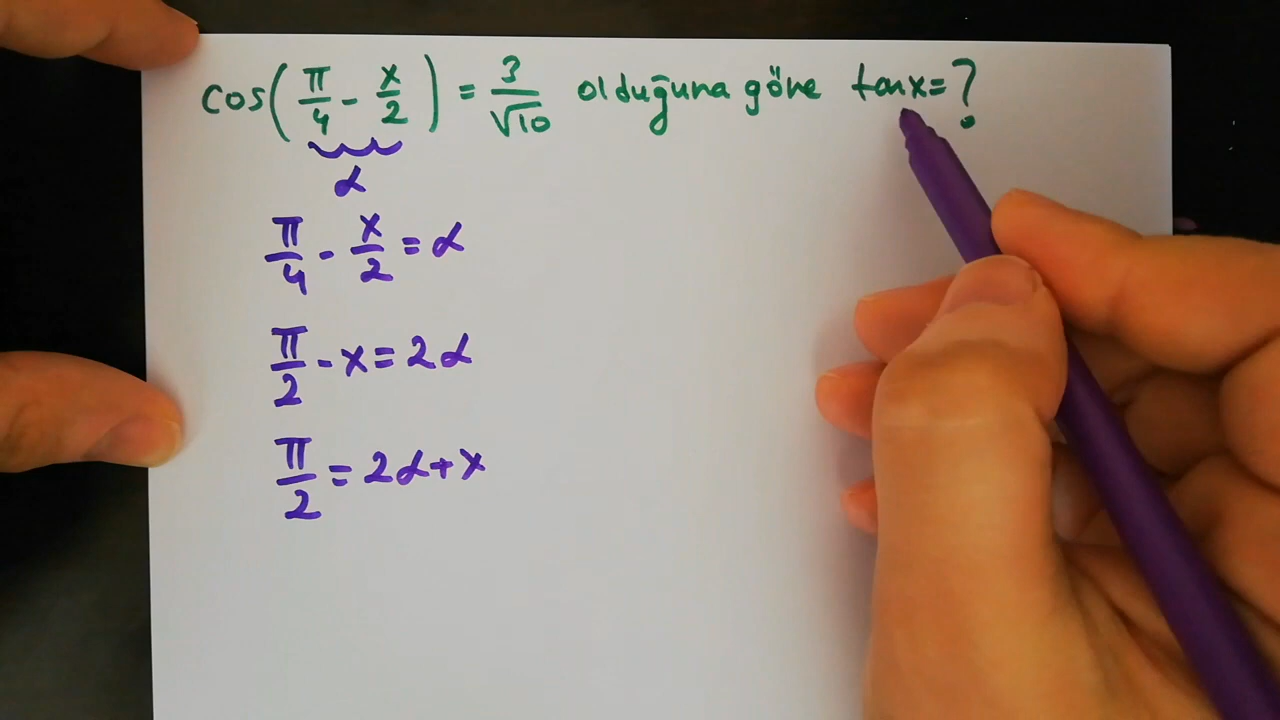 cos(π/4 - x/2) = 3/√10 olduğuna göre tanx=?
α
π/4 - x/2 = α
π/2 - x = 2α
π/2 = 2α+x